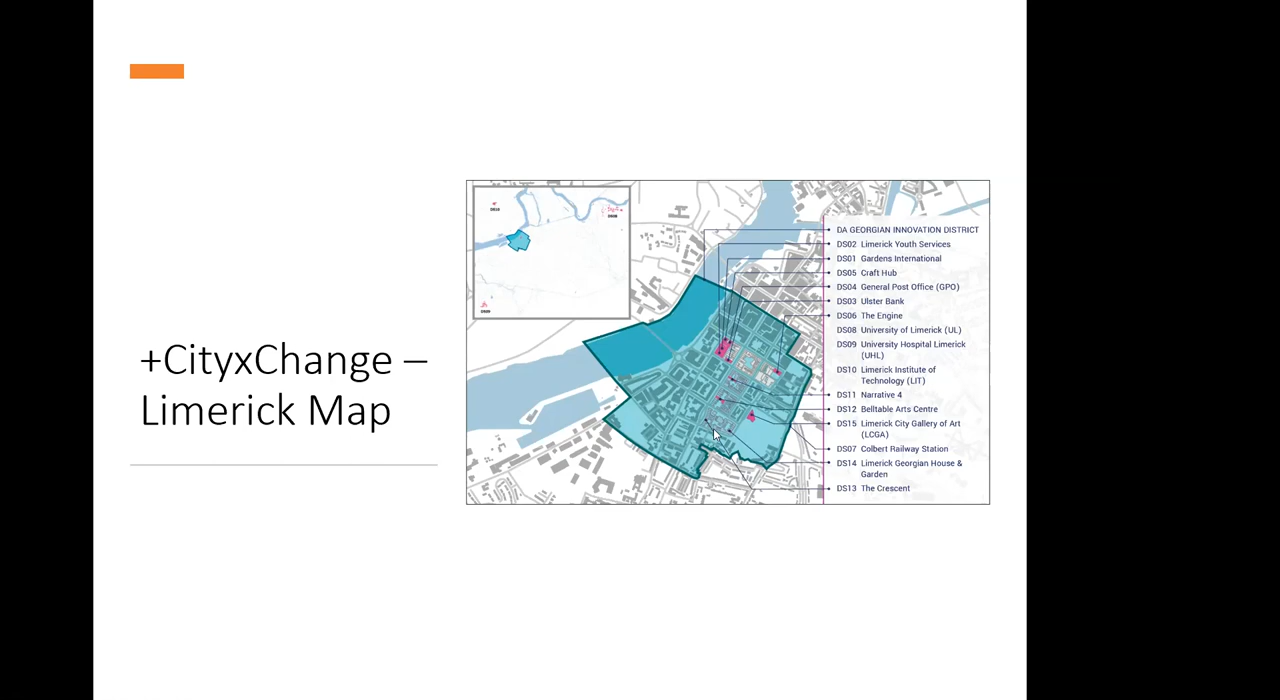 +CityxChange –
Limerick Map
DA GEORGIAN INNOVATION DISTRICT
DS02 Limerick Youth Services
DS01 Gardens International
DS05 Craft Hub
DS04 General Post Office (GPO)
DS03 Ulster Bank
DS06 The Engine
DS08 University of Limerick (UL)
DS09 University Hospital Limerick
(UHL)
DS10 Limerick Institute of
Technology (LIT)
DS11 Narrative 4
DS12 Belltable Arts Centre
DS15 Limerick City Gallery of Art
(LCGA)
DS07 Colbert Railway Station
DS14 Limerick Georgian House &
Garden
DS13 The Crescent